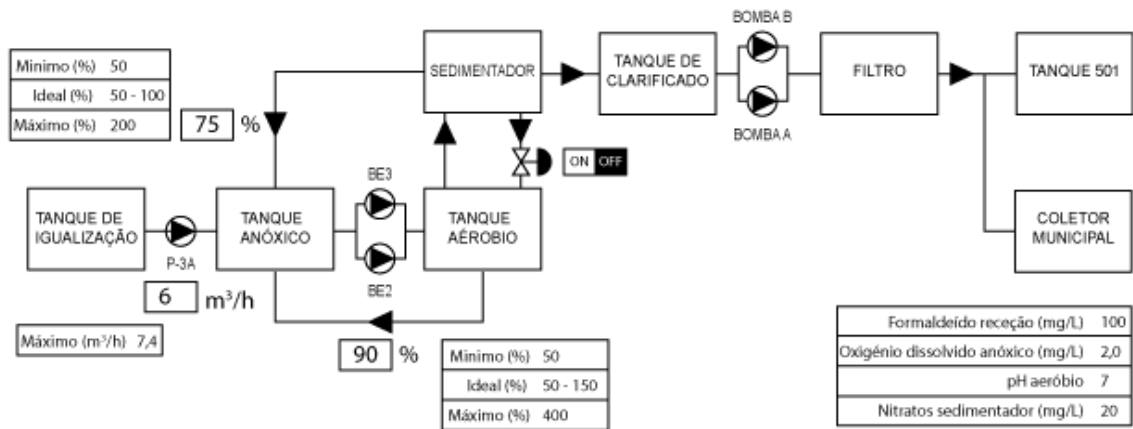 BOMBA B
Minimo (%) 50
Ideal (%) 50 - 100
Máximo (%) 200
75 %
SEDIMENTADOR
TANQUE DE
CLARIFICADO
FILTRO
TANQUE 501
BOMBA A
ON OFF
TANQUE DE
IGUALIZAÇÃO
P-3A
TANQUE
ANÓXICO
BE3
BE2
TANQUE
AÉROBIO
COLETOR
MUNICIPAL
6 m³/h
Máximo (m³/h) 7,4
90 %
Minimo (%) 50
Ideal (%) 50 - 150
Máximo (%) 400
Formaldeído receção (mg/L) 100
Oxigénio dissolvido anóxico (mg/L) 2,0
pH aeróbio 7
Nitratos sedimentador (mg/L) 20